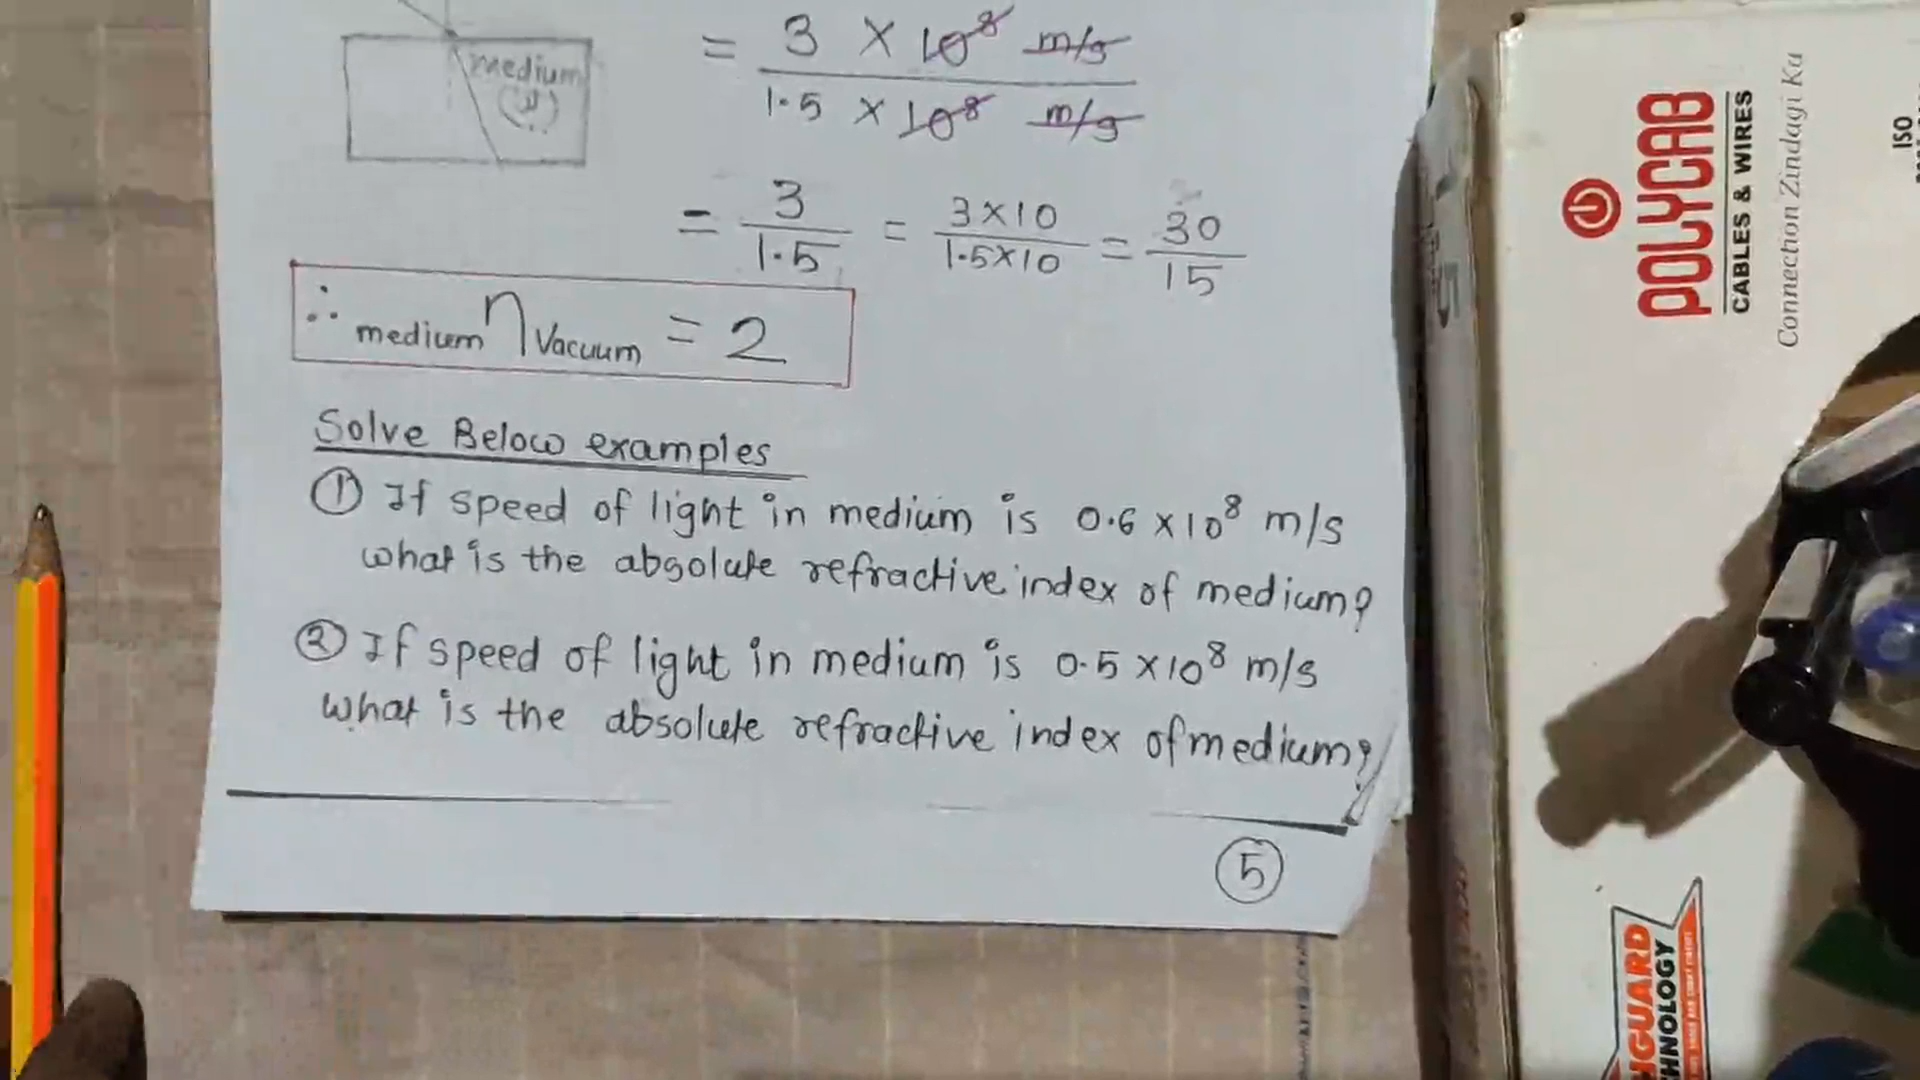 = 3 × 10⁸ m/s
1.5 × 10⁸ m/s
medium
= 3/1.5 = 3×10/1.5×10 = 30/15
∴ medium η vacuum = 2
Solve Below examples
① If speed of light in medium is 0.6 ×10⁸ m/s
what is the absolute refractive index of medium?
② If speed of light in medium is 0.5 ×10⁸ m/s
What is the absolute refractive index of medium?
5
POLYCAB
CABLES & WIRES
Connection Zindagi Ka
ISO